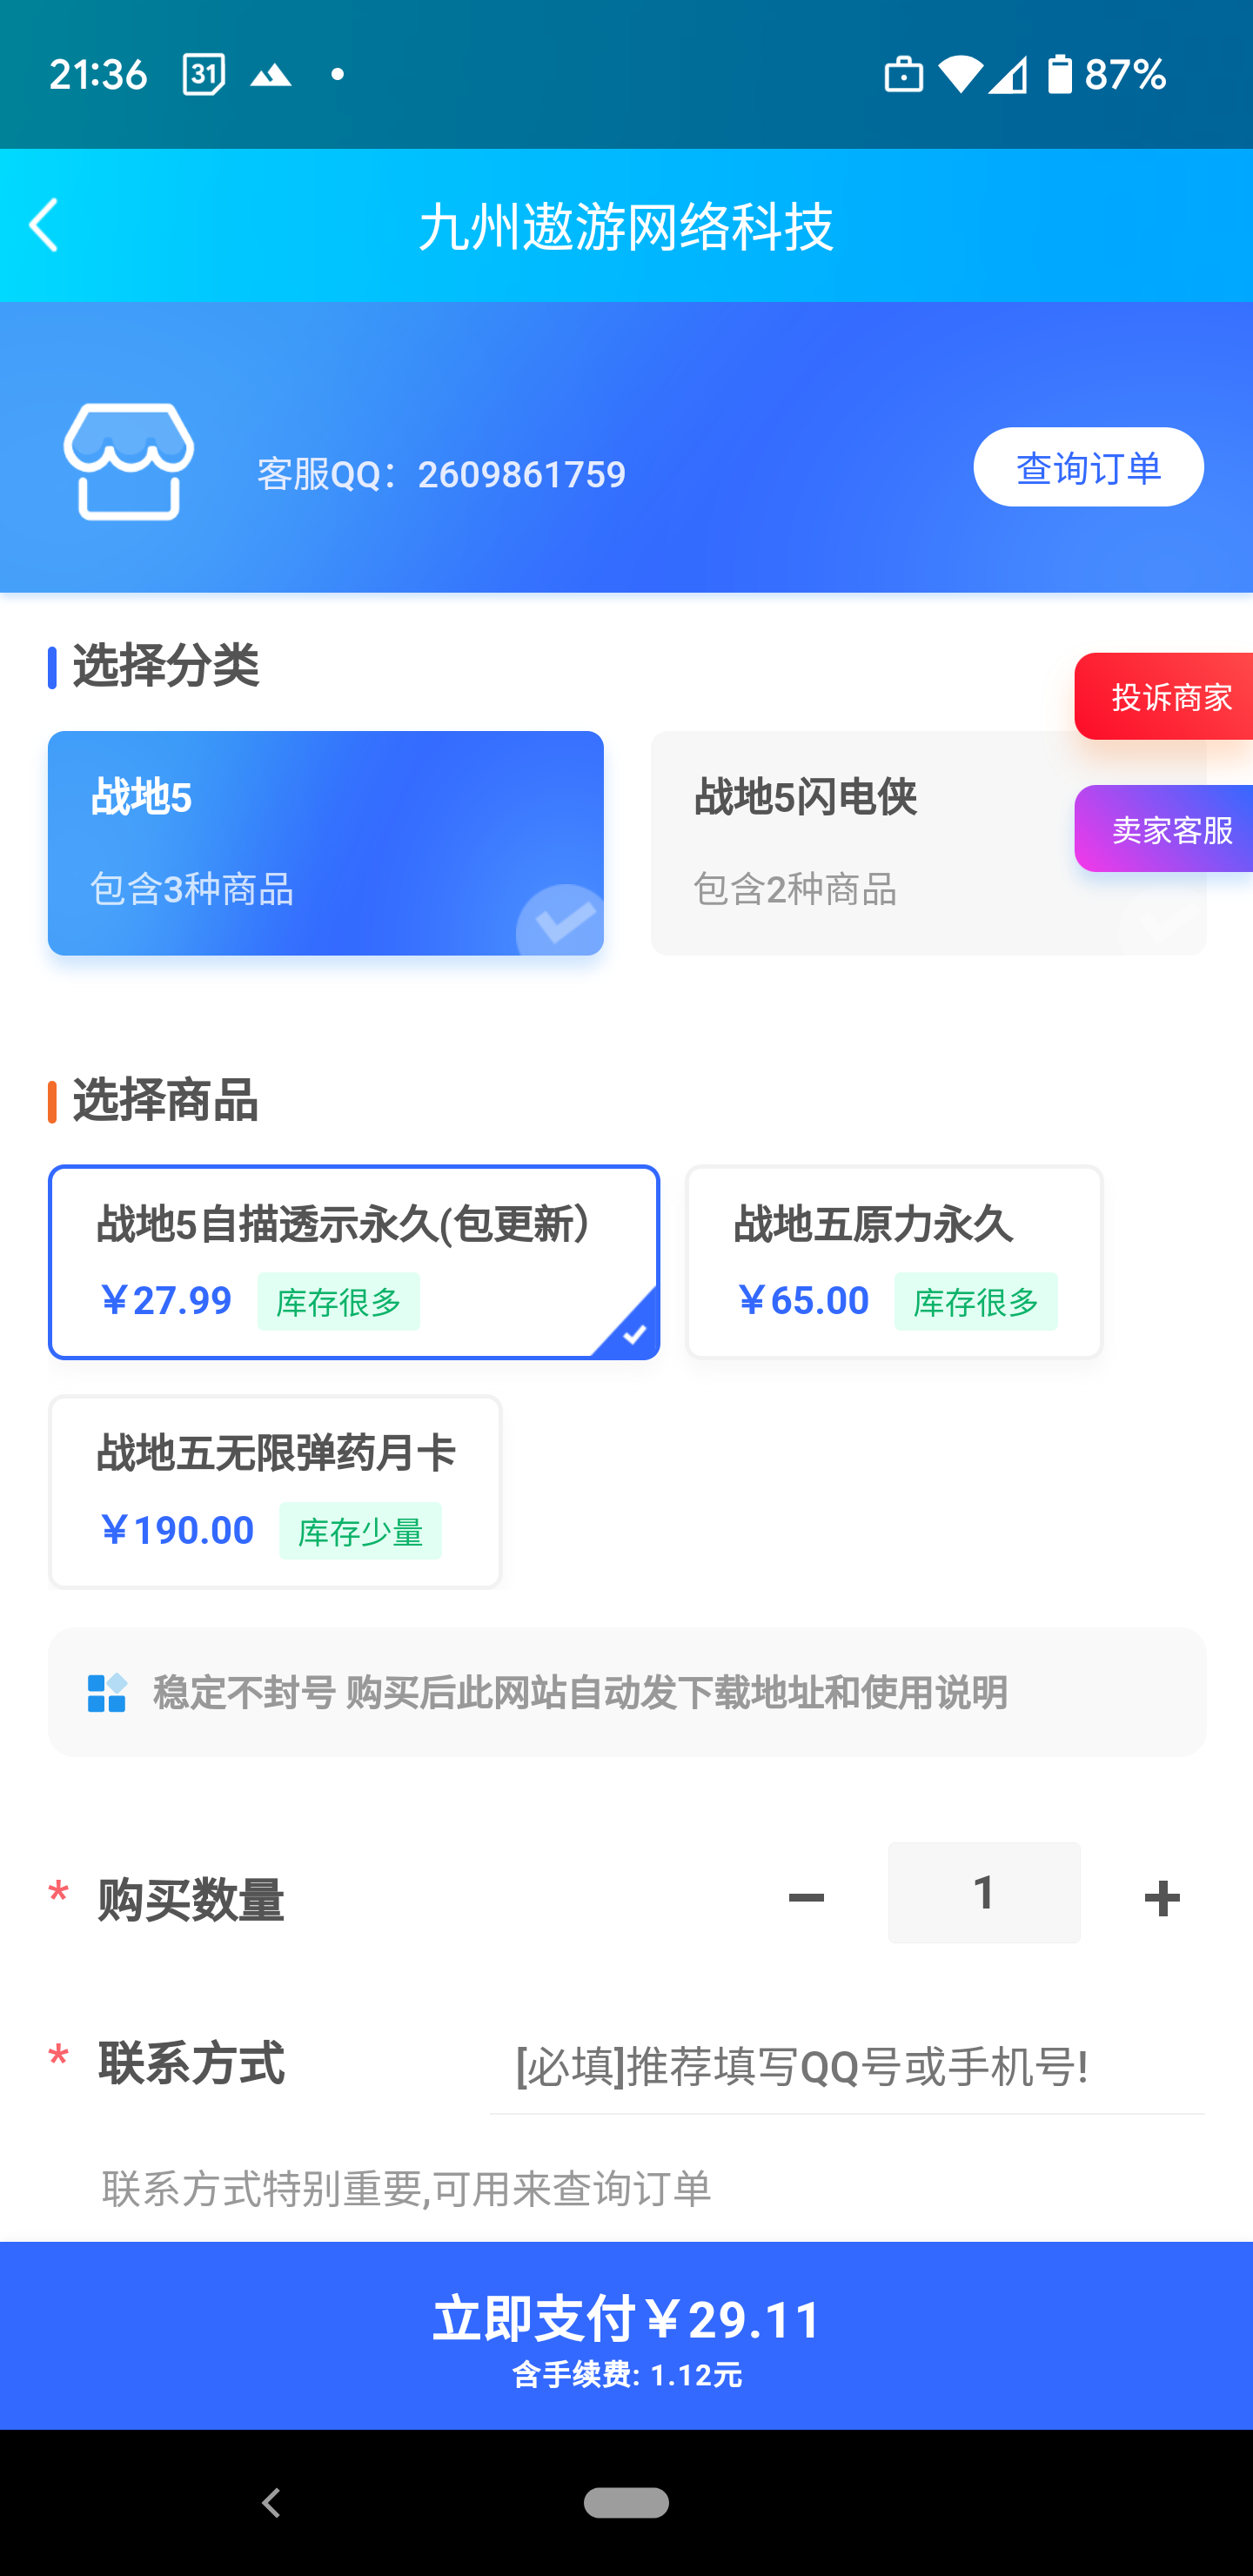 21:36
31
87%
九州遨游网络科技
客服QQ：2609861759
查询订单
选择分类
投诉商家
战地5
包含3种商品
战地5闪电侠
包含2种商品
卖家客服
选择商品
战地5自描透示永久(包更新）
￥27.99 库存很多
战地五原力永久
￥65.00 库存很多
战地五无限弹药月卡
￥190.00 库存少量
稳定不封号 购买后此网站自动发下载地址和使用说明
* 购买数量
1
* 联系方式
[必填]推荐填写QQ号或手机号!
联系方式特别重要,可用来查询订单
立即支付￥29.11
含手续费: 1.12元